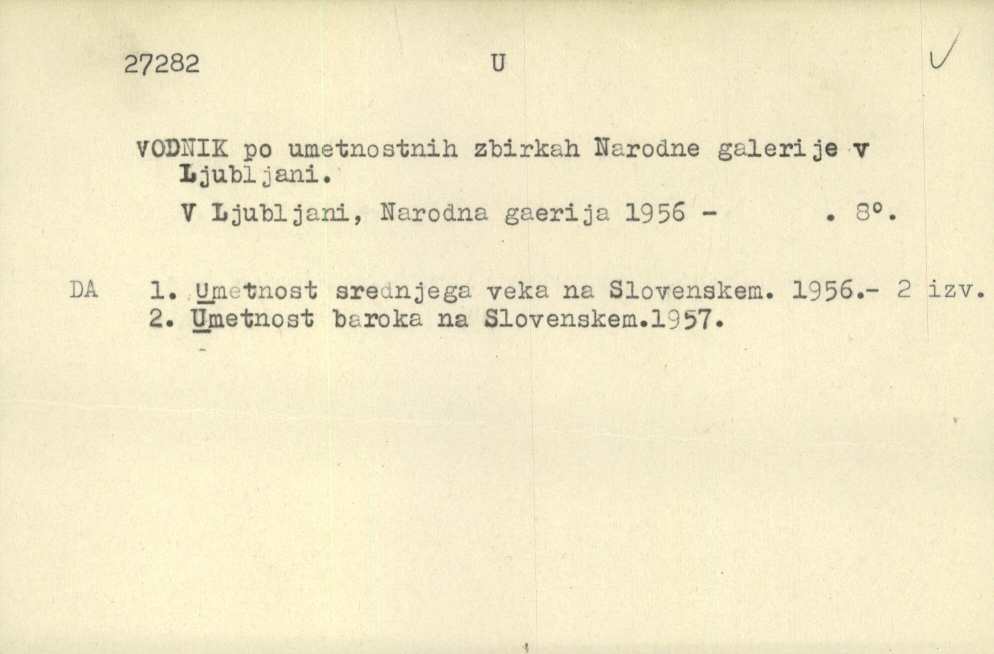 27282 U
VODNIK po umetnostnih zbirkah Narodne galerije v
Ljubljani.
V Ljubljani, Narodna gaerija 1956 - . 8°.
DA 1. Umetnost srednjega veka na Slovenskem. 1956.- 2 izv.
2. Umetnost baroka na Slovenskem.1957.